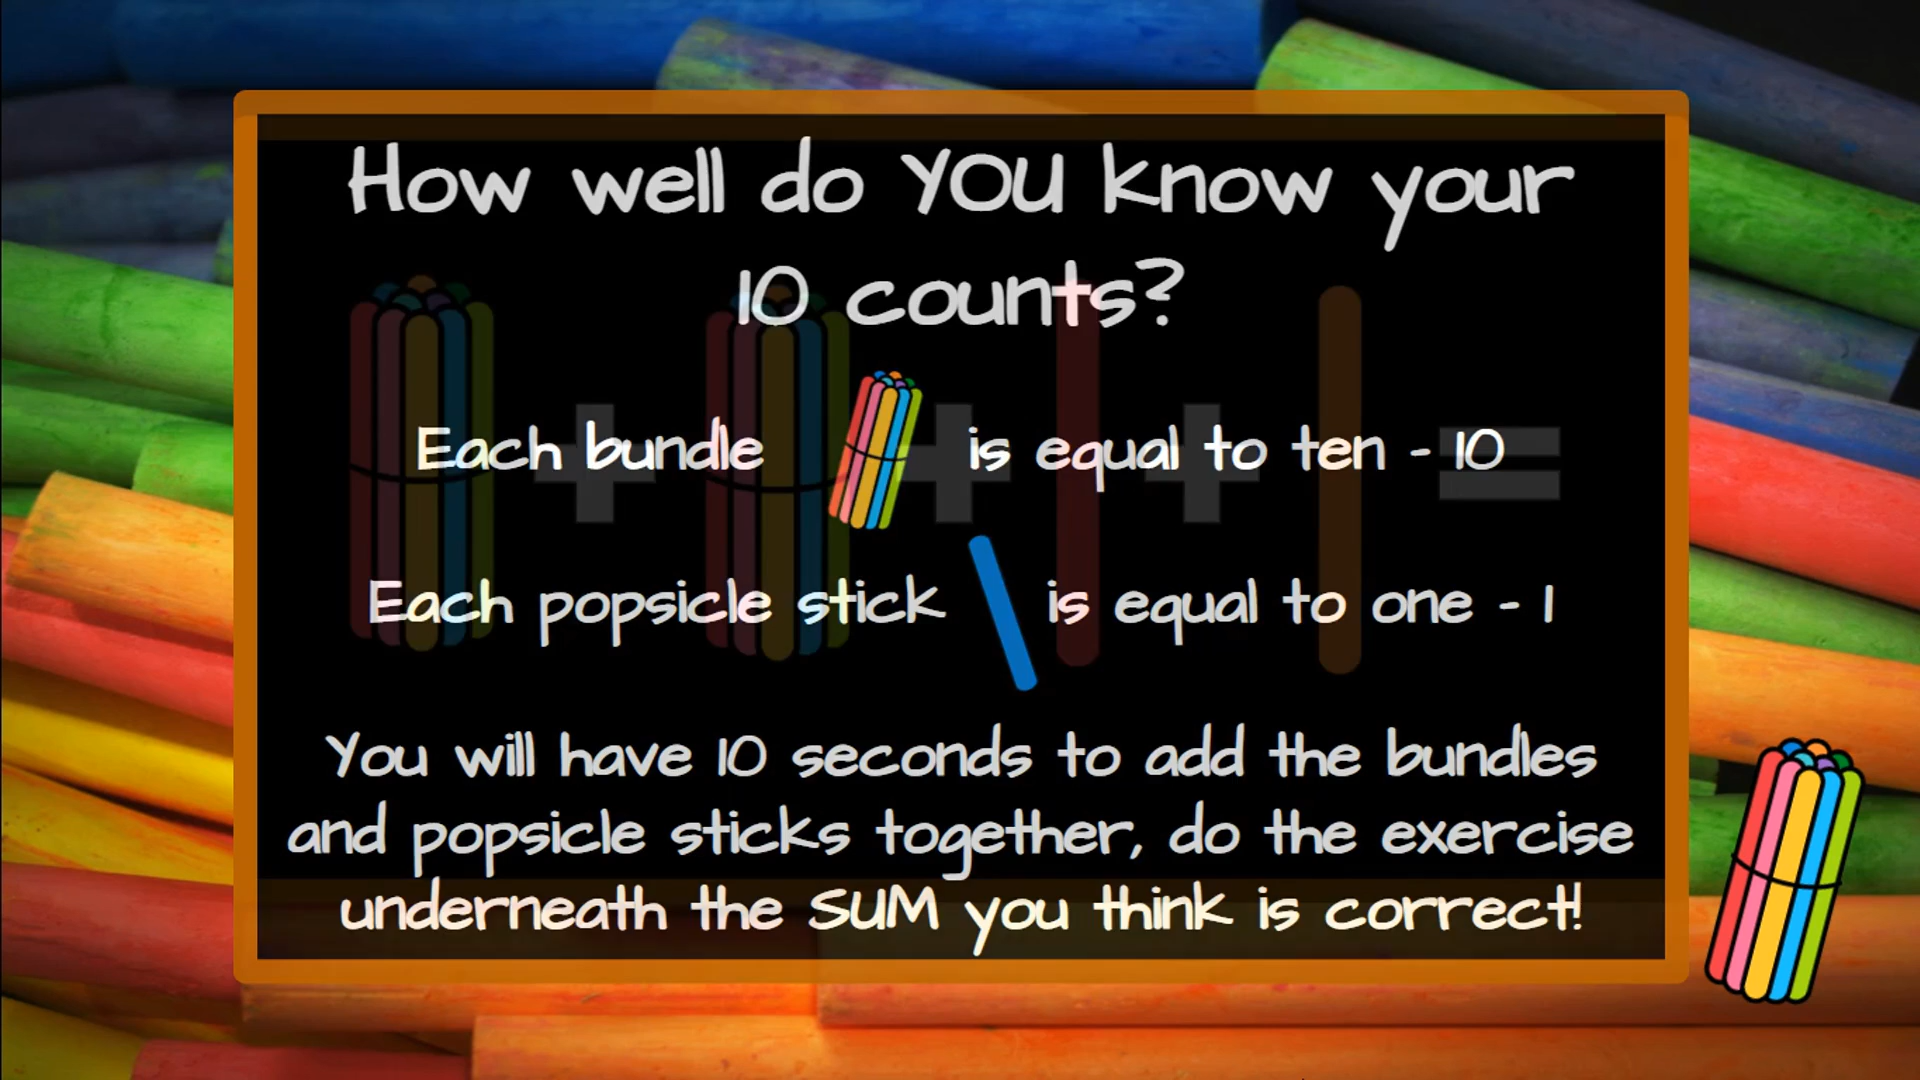 How well do YOU know your
10 counts?
Each bundle is equal to ten - 10
Each popsicle stick is equal to one - 1
You will have 10 seconds to add the bundles
and popsicle sticks together, do the exercise
underneath the SUM you think is correct!
+ + + =